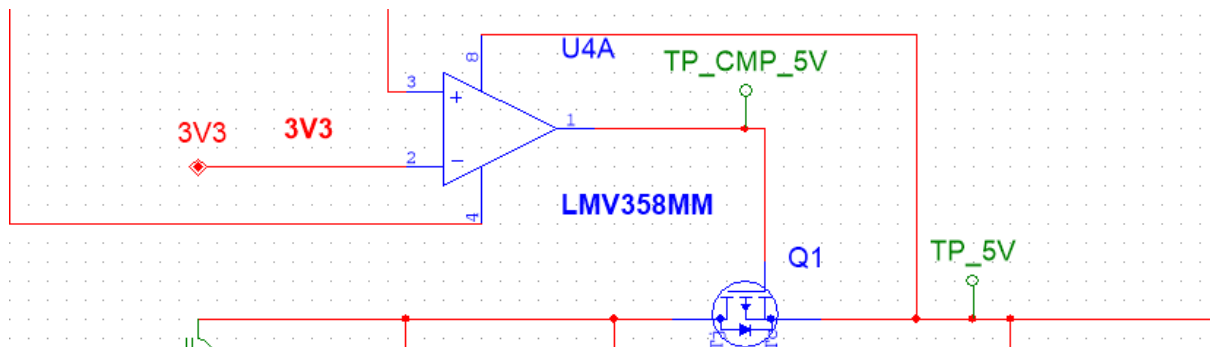 8
U4A
TP_CMP_5V
3
+
3V3
3V3
1
2
−
LMV358MM
4
TP_5V
Q1